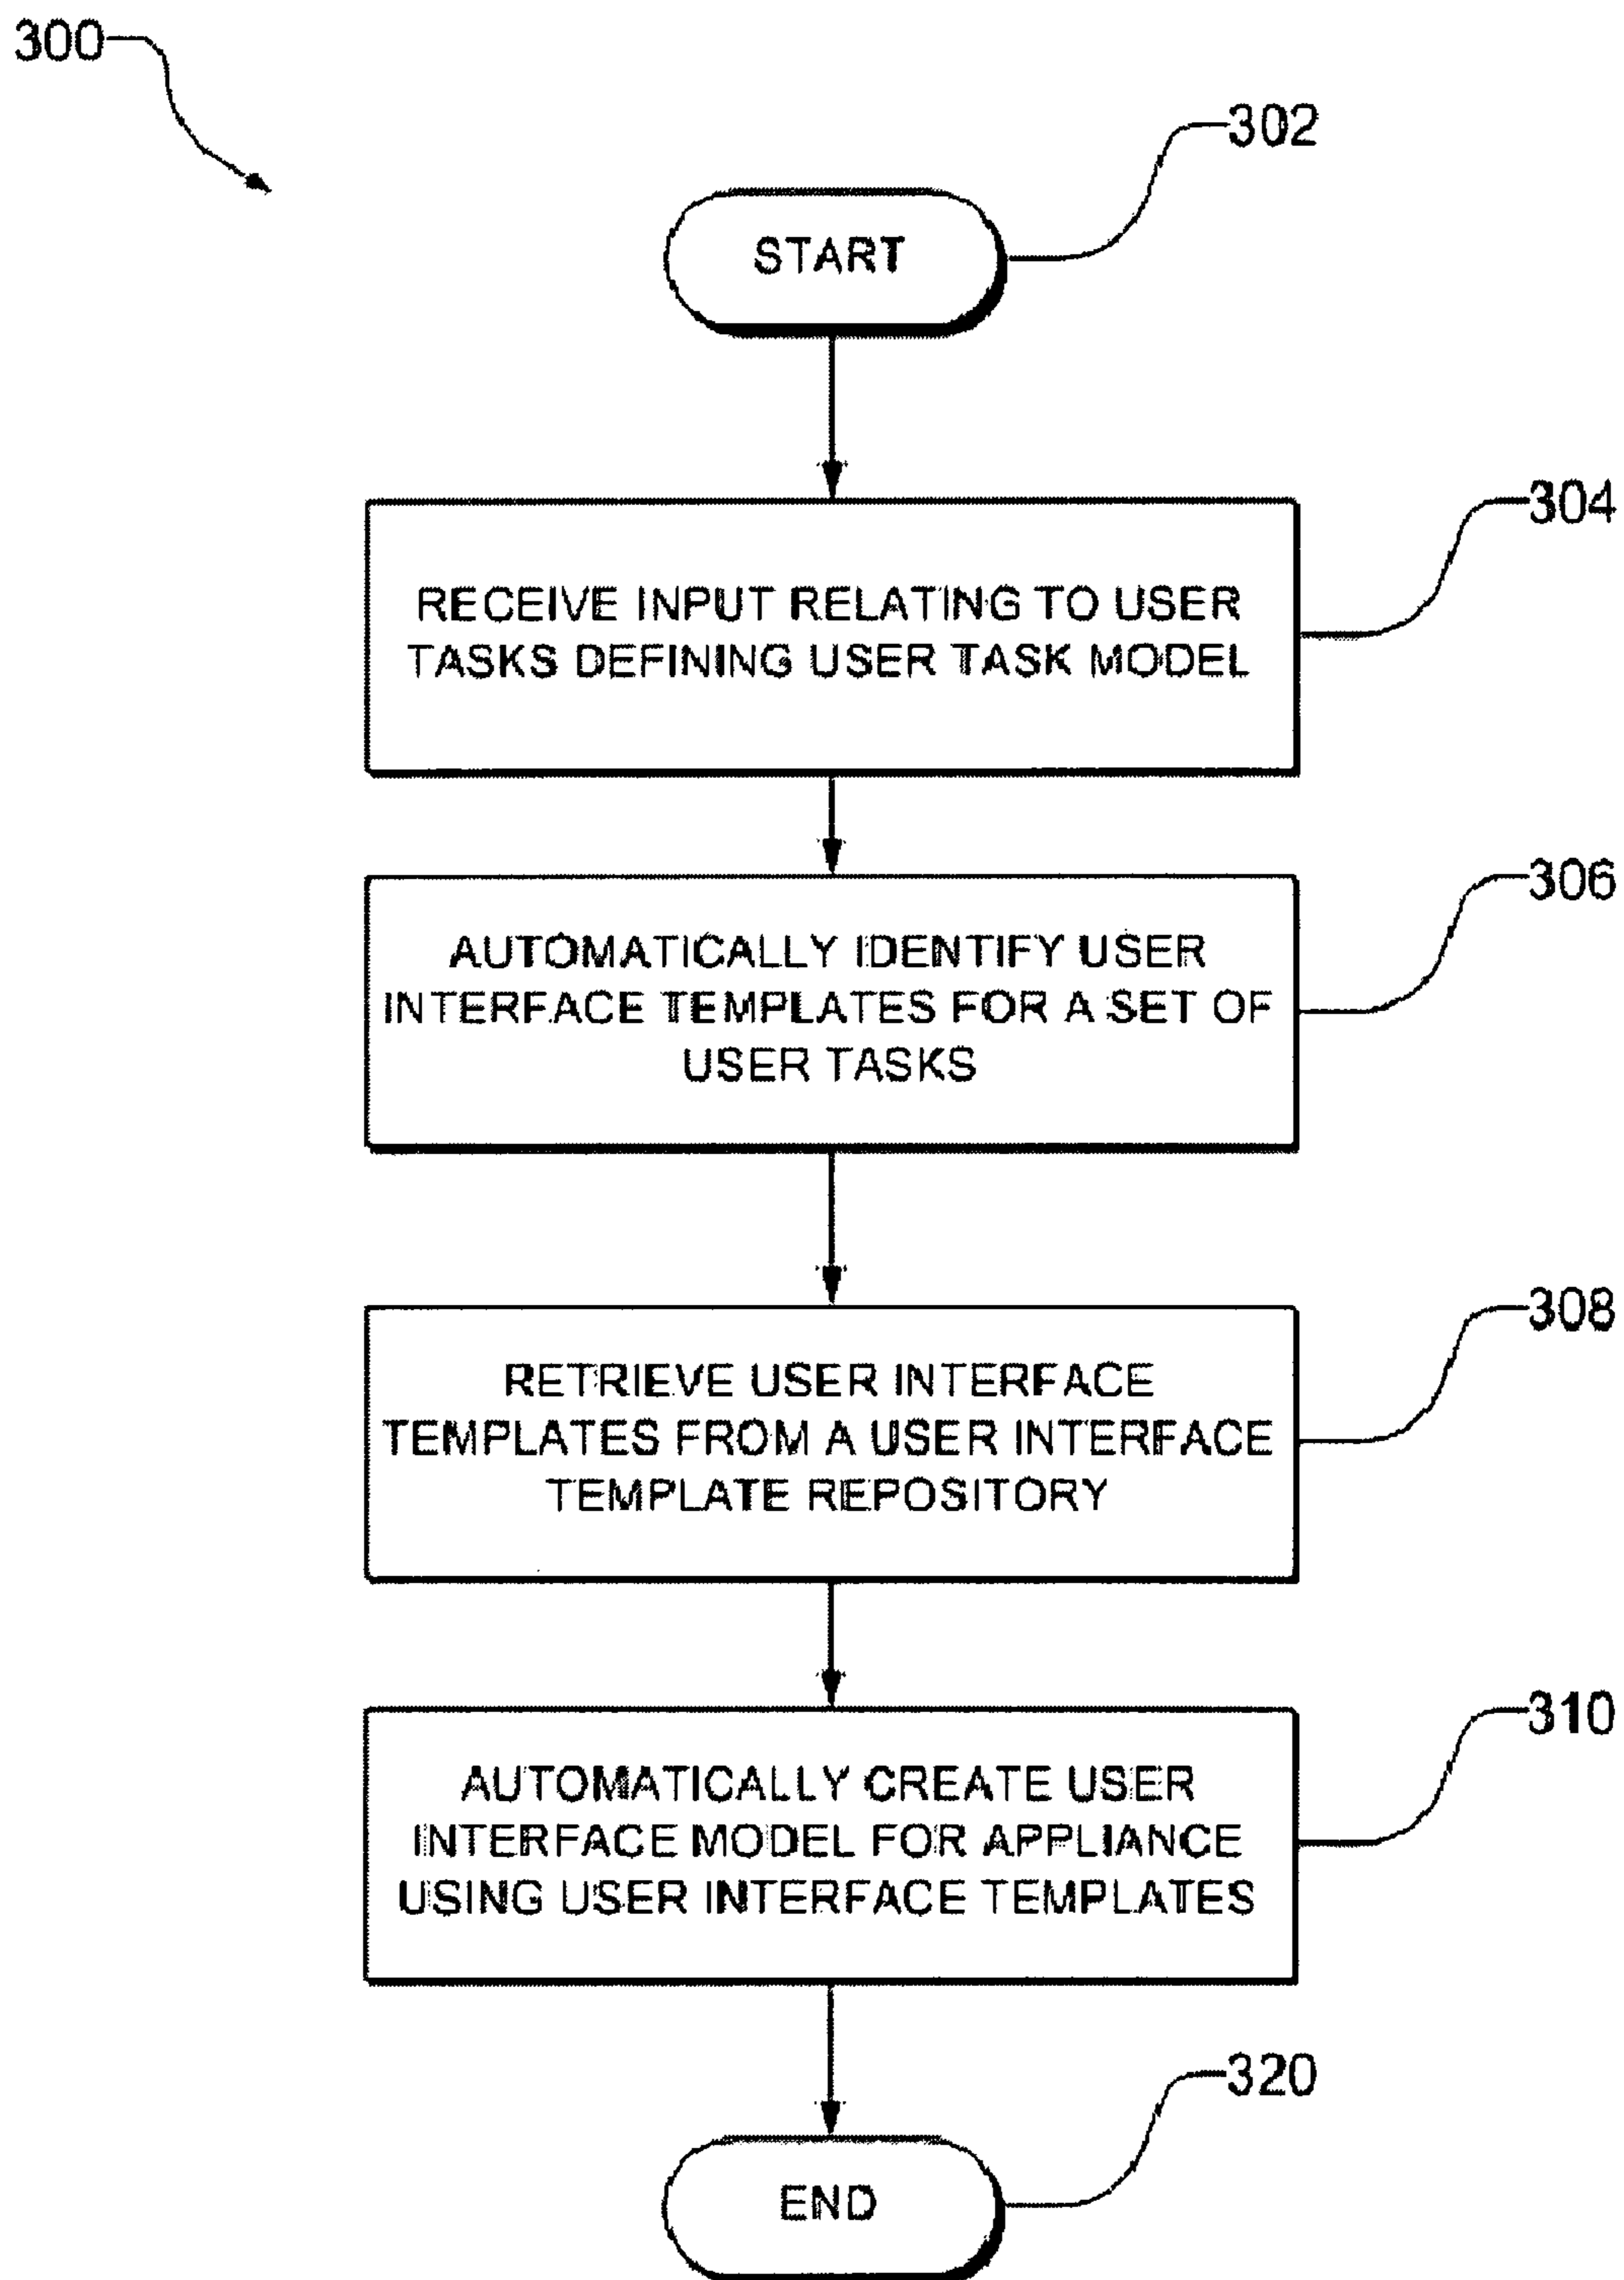 300
302
START
304
RECEIVE INPUT RELATING TO USER
TASKS DEFINING USER TASK MODEL
306
AUTOMATICALLY IDENTIFY USER
INTERFACE TEMPLATES FOR A SET OF
USER TASKS
308
RETRIEVE USER INTERFACE
TEMPLATES FROM A USER INTERFACE
TEMPLATE REPOSITORY
310
AUTOMATICALLY CREATE USER
INTERFACE MODEL FOR APPLIANCE
USING USER INTERFACE TEMPLATES
320
END